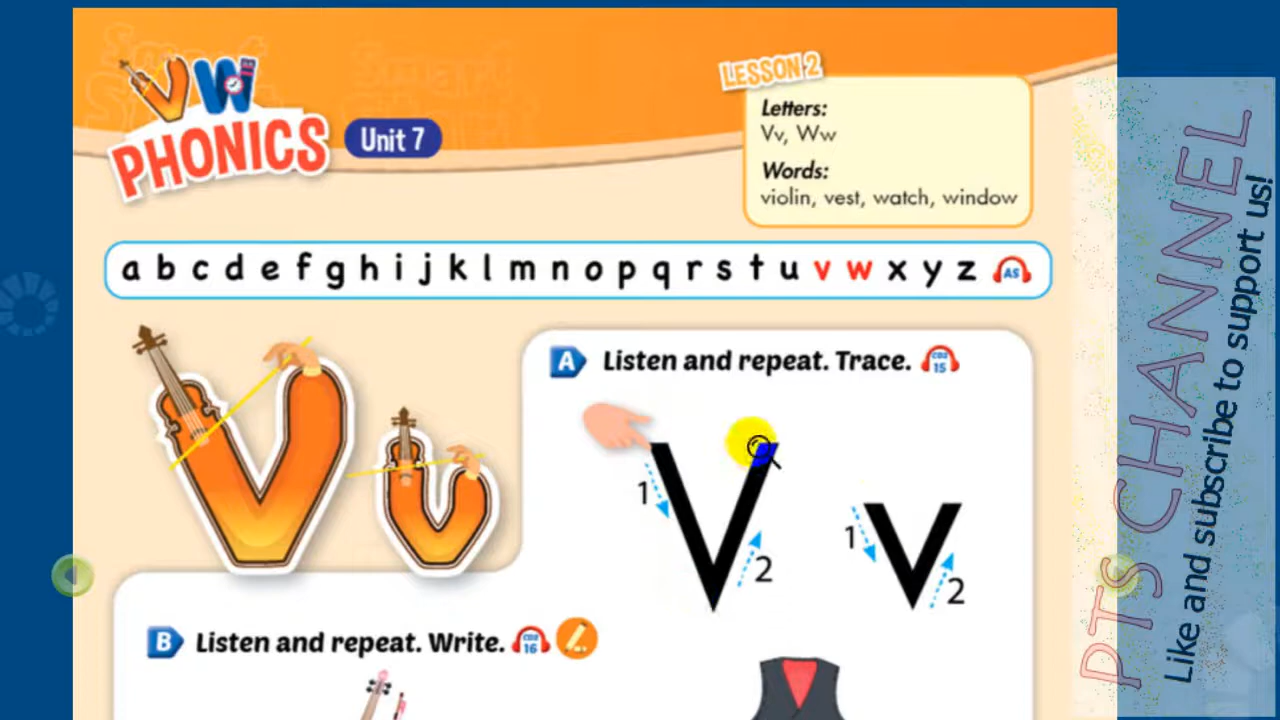 LESSON 2
Vw
PHONICS
Unit 7
Letters:
Vv, Ww
Words:
violin, vest, watch, window
a b c d e f g h i j k l m n o p q r s t u v w x y z
A5
V v
A Listen and repeat. Trace.
CD2
15
V
1
2
v
1
2
B Listen and repeat. Write.
CD2
16
PTS CHANNEL
Like and subscribe to support us!